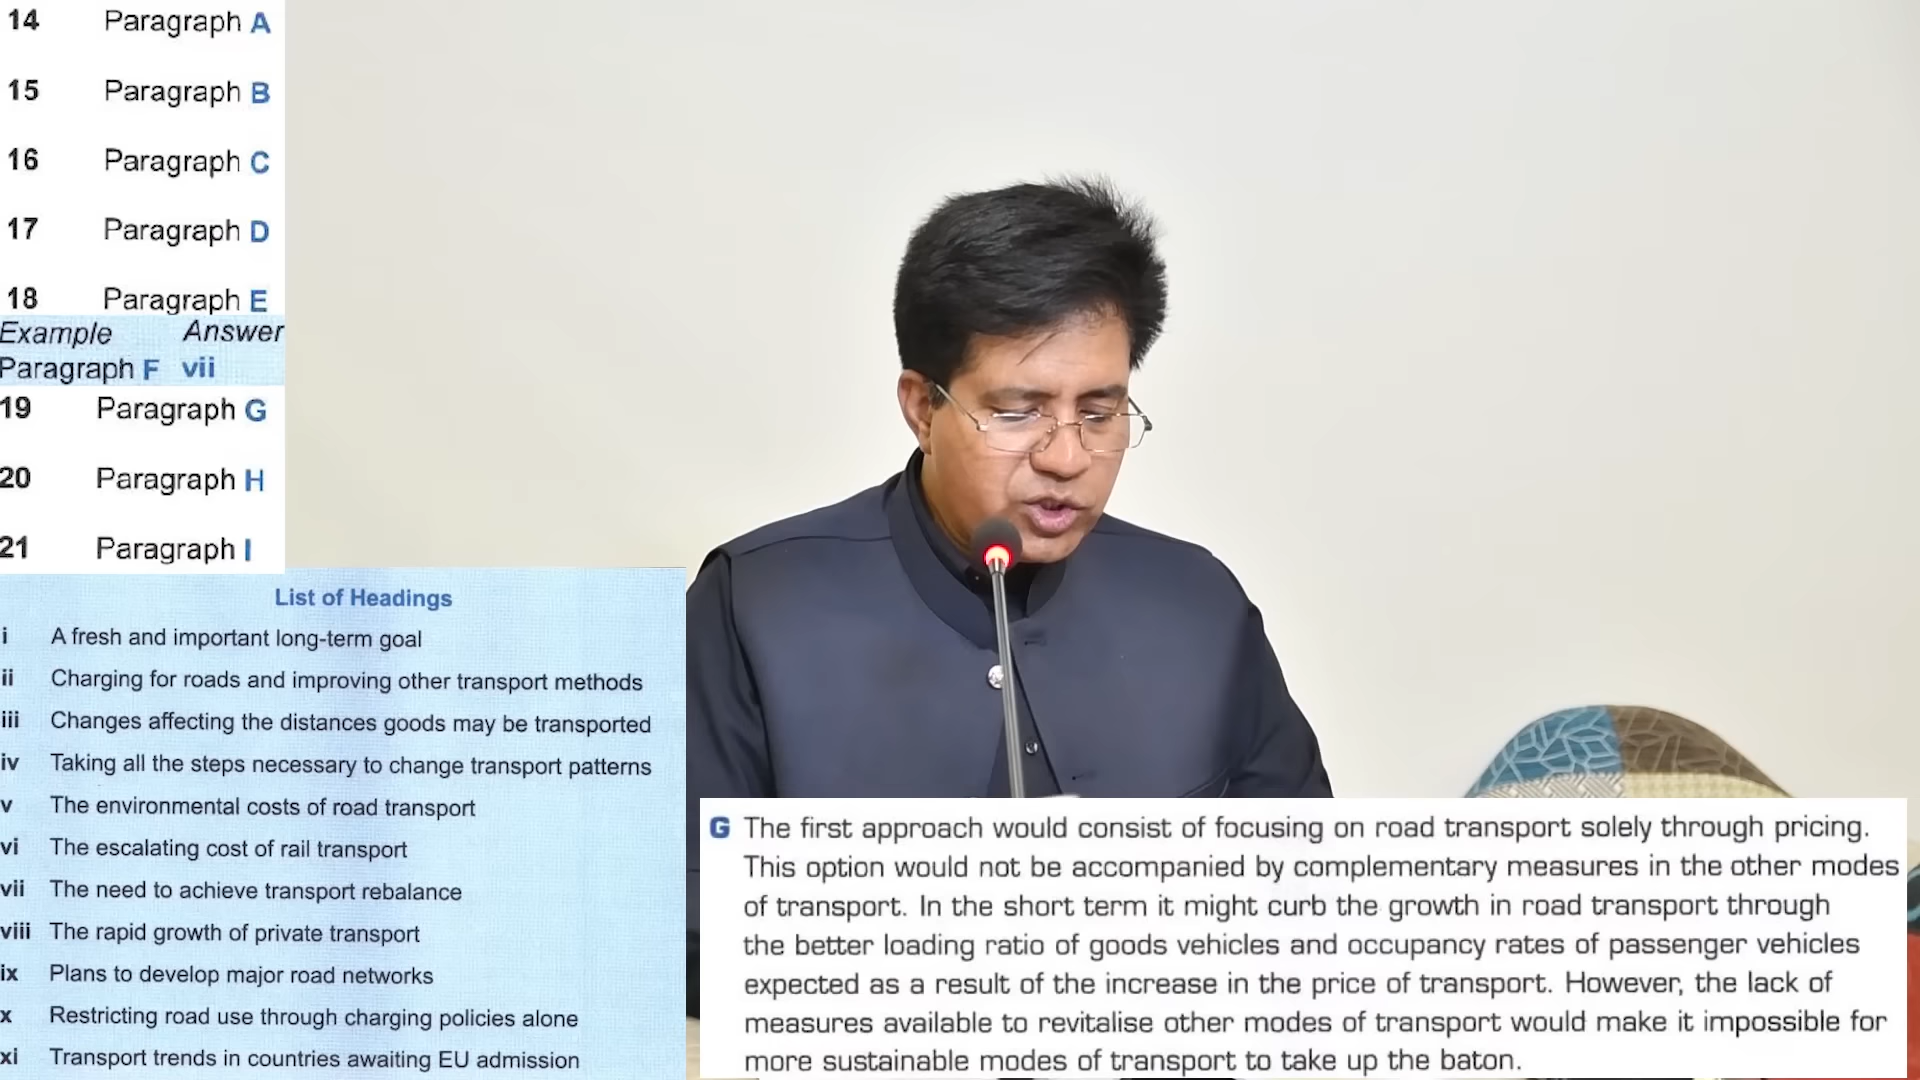 14 Paragraph A
15 Paragraph B
16 Paragraph C
17 Paragraph D
18 Paragraph E
Example Answer
Paragraph F vii
19 Paragraph G
20 Paragraph H
21 Paragraph I
List of Headings
i A fresh and important long-term goal
ii Charging for roads and improving other transport methods
iii Changes affecting the distances goods may be transported
iv Taking all the steps necessary to change transport patterns
v The environmental costs of road transport
vi The escalating cost of rail transport
vii The need to achieve transport rebalance
viii The rapid growth of private transport
ix Plans to develop major road networks
x Restricting road use through charging policies alone
xi Transport trends in countries awaiting EU admission
G The first approach would consist of focusing on road transport solely through pricing.
This option would not be accompanied by complementary measures in the other modes
of transport. In the short term it might curb the growth in road transport through
the better loading ratio of goods vehicles and occupancy rates of passenger vehicles
expected as a result of the increase in the price of transport. However, the lack of
measures available to revitalise other modes of transport would make it impossible for
more sustainable modes of transport to take up the baton.